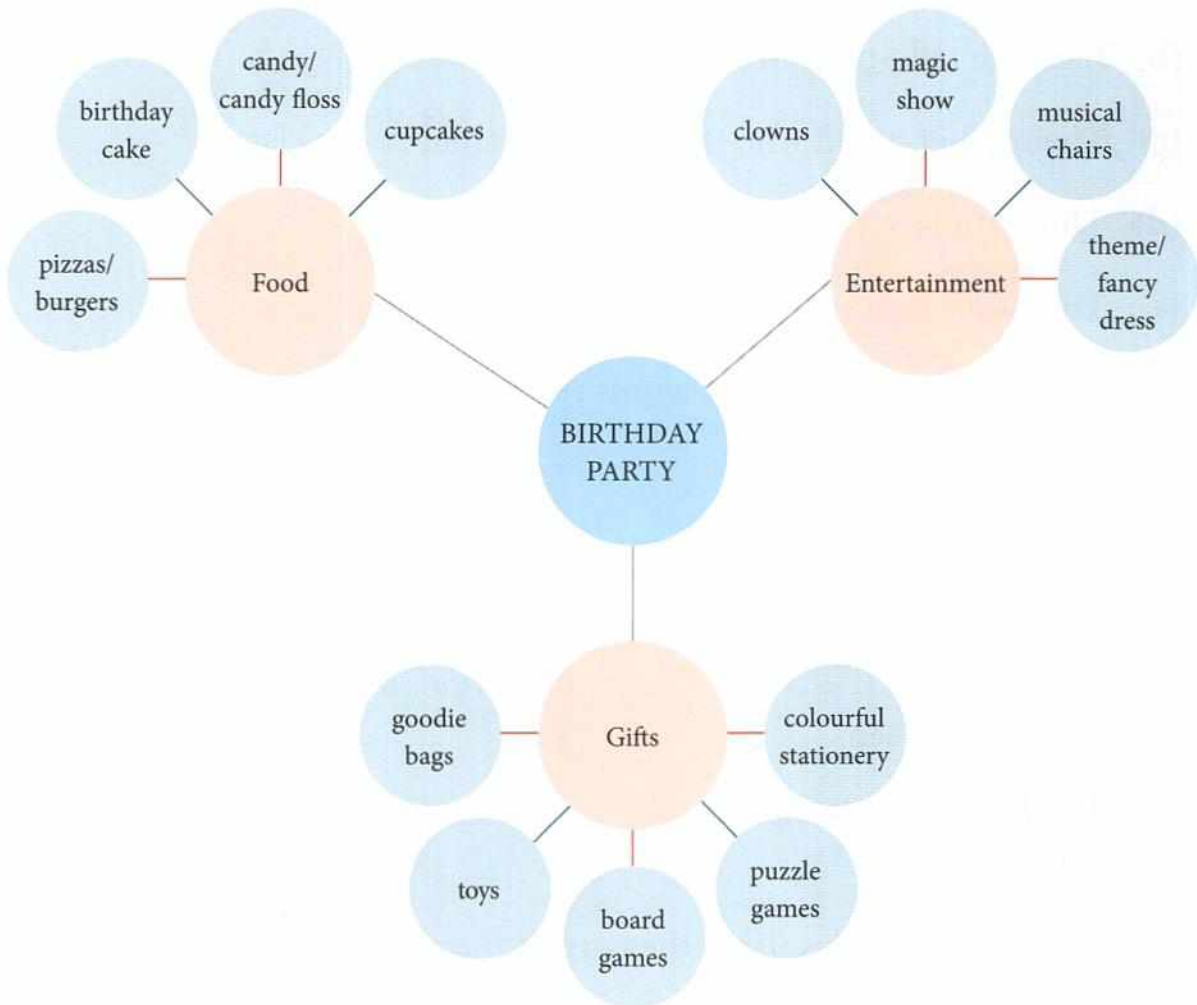 candy/
candy floss
birthday
cake
cupcakes
pizzas/
burgers
Food
magic
show
clowns
musical
chairs
theme/
fancy
dress
Entertainment
BIRTHDAY
PARTY
goodie
bags
Gifts
colourful
stationery
toys
board
games
puzzle
games